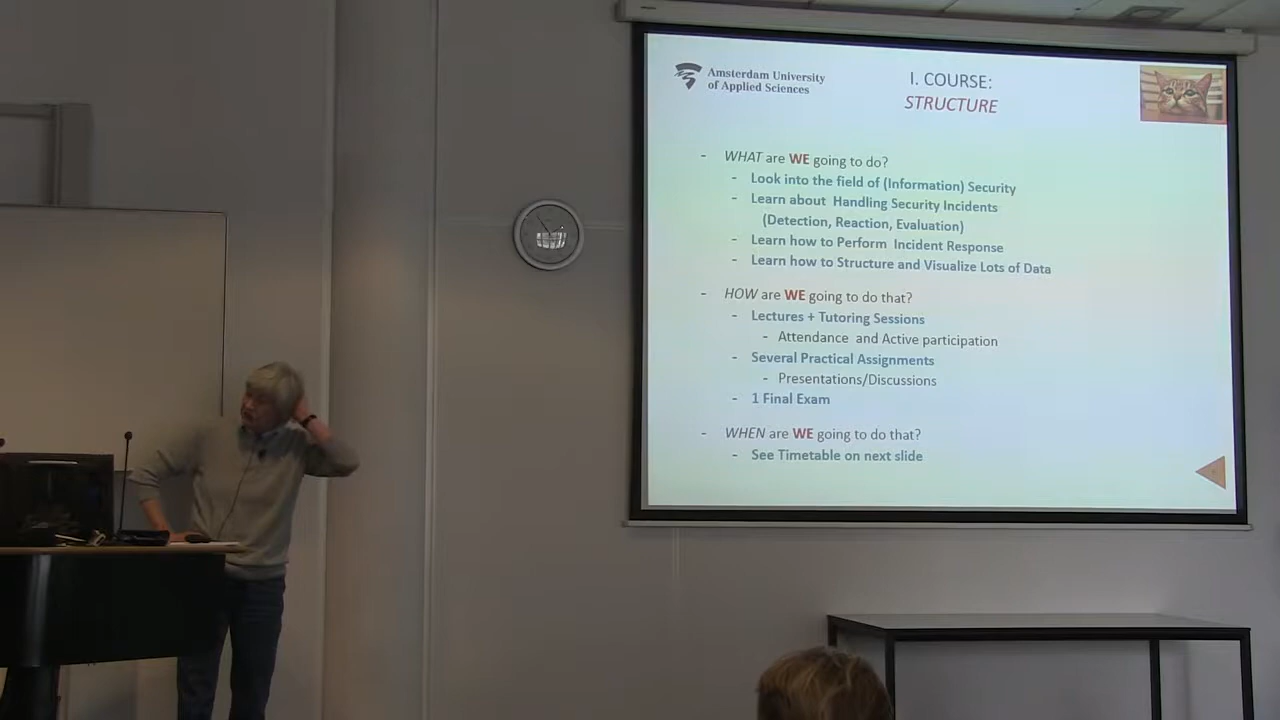 Amsterdam University
of Applied Sciences
I. COURSE:
STRUCTURE
- WHAT are WE going to do?
- Look into the field of (Information) Security
- Learn about Handling Security Incidents
(Detection, Reaction, Evaluation)
- Learn how to Perform Incident Response
- Learn how to Structure and Visualize Lots of Data
- HOW are WE going to do that?
- Lectures + Tutoring Sessions
- Attendance and Active participation
- Several Practical Assignments
- Presentations/Discussions
- 1 Final Exam
- WHEN are WE going to do that?
- See Timetable on next slide